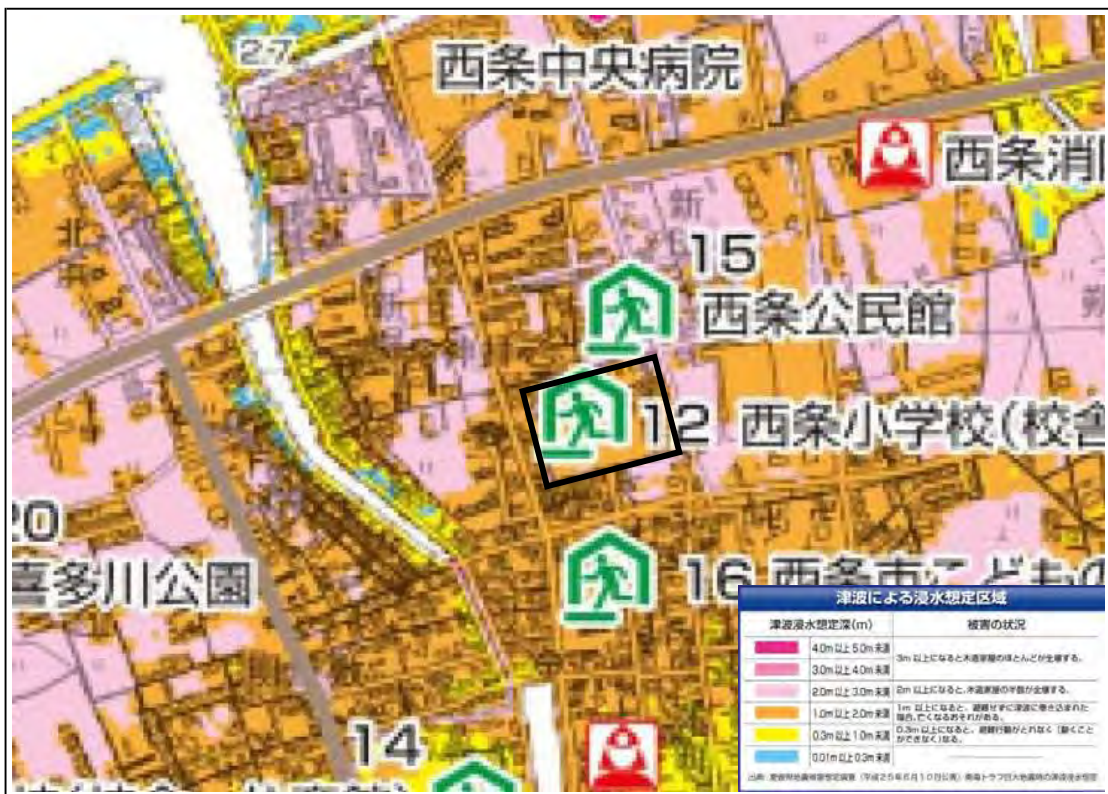 2-7
西条中央病院
西条消
新
北
15
西条公民館
12 西条小学校(校舎
20
喜多川公園
16 西条市こどもの
14
津波による浸水想定区域
津波浸水想定深(m) 被害の状況
4.0m以上5.0m未満
3m以上になると木造家屋のほとんどが全壊する。
3.0m以上4.0m未満
2.0m以上3.0m未満 2m以上になると、木造家屋の半数が全壊する。
1.0m以上2.0m未満 1m以上になると、避難せずに津波に巻き込まれた
場合、亡くなるおそれがある。
0.3m以上1.0m未満 0.3m以上になると、避難行動がとれなく(動くこと
ができなく)なる。
0.01m以上0.3m未満